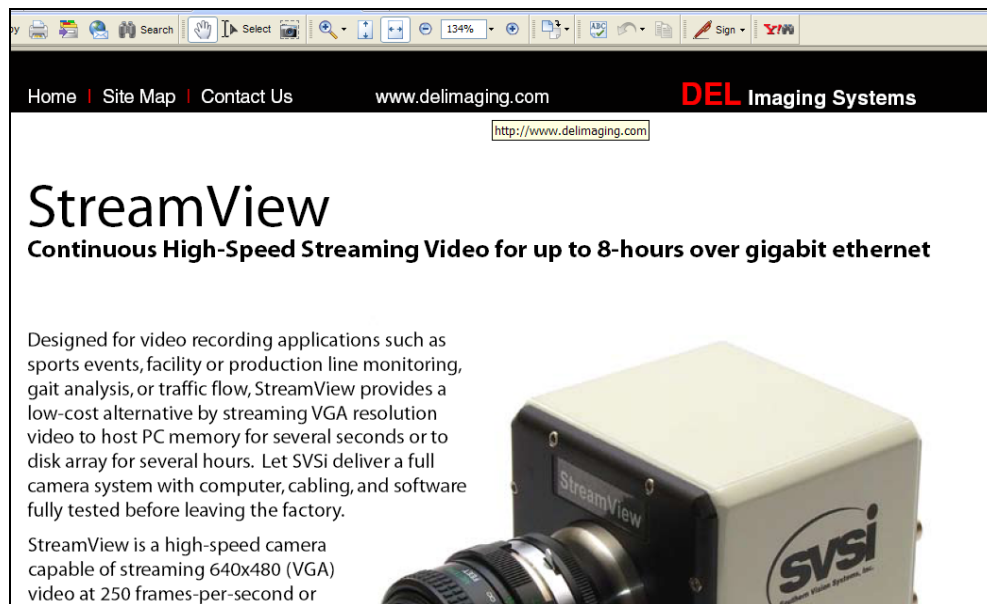 Search Select 134% Sign Y!
Home | Site Map | Contact Us www.delimaging.com DEL Imaging Systems
http://www.delimaging.com
StreamView
Continuous High-Speed Streaming Video for up to 8-hours over gigabit ethernet
Designed for video recording applications such as
sports events, facility or production line monitoring,
gait analysis, or traffic flow, StreamView provides a
low-cost alternative by streaming VGA resolution
video to host PC memory for several seconds or to
disk array for several hours. Let SVSi deliver a full
camera system with computer, cabling, and software
fully tested before leaving the factory.
StreamView is a high-speed camera
capable of streaming 640x480 (VGA)
video at 250 frames-per-second or
StreamView
SVSi
Southern Vision Systems, Inc.
FEET